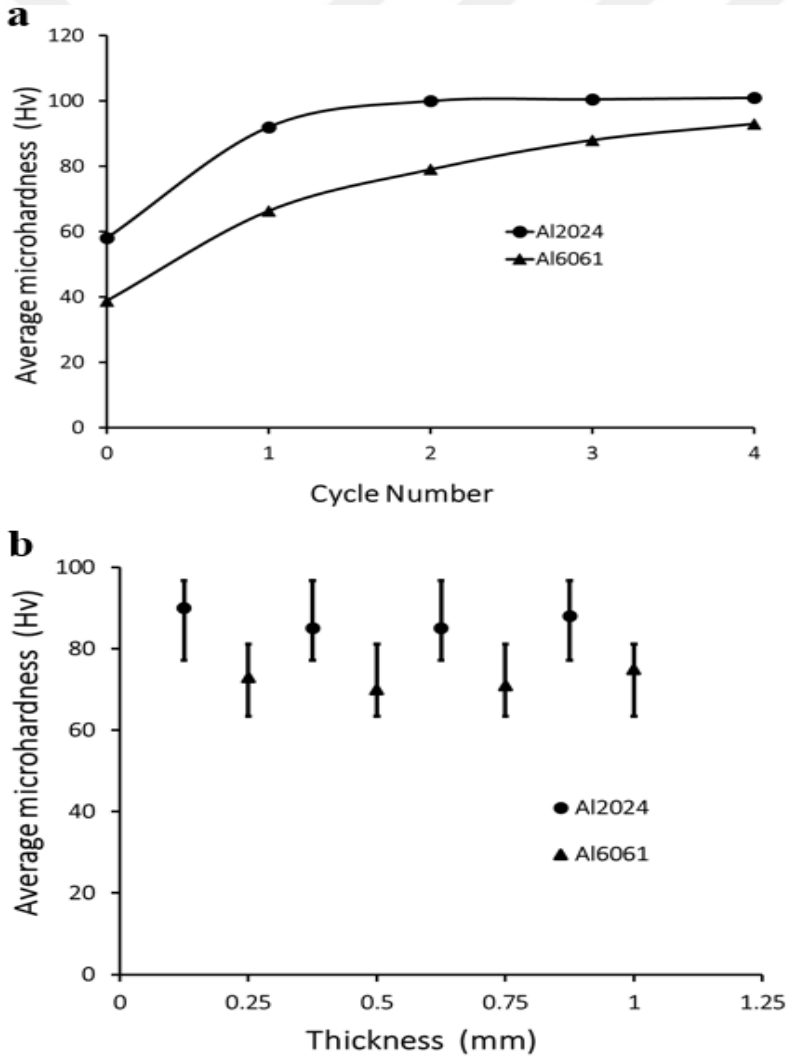 a
120
100
80
60
40
20
0
Average microhardness (Hv)
0 1 2 3 4
Cycle Number
Al2024
Al6061
b
100
80
60
40
20
0
Average microhardness (Hv)
0 0.25 0.5 0.75 1 1.25
Thickness (mm)
Al2024
Al6061